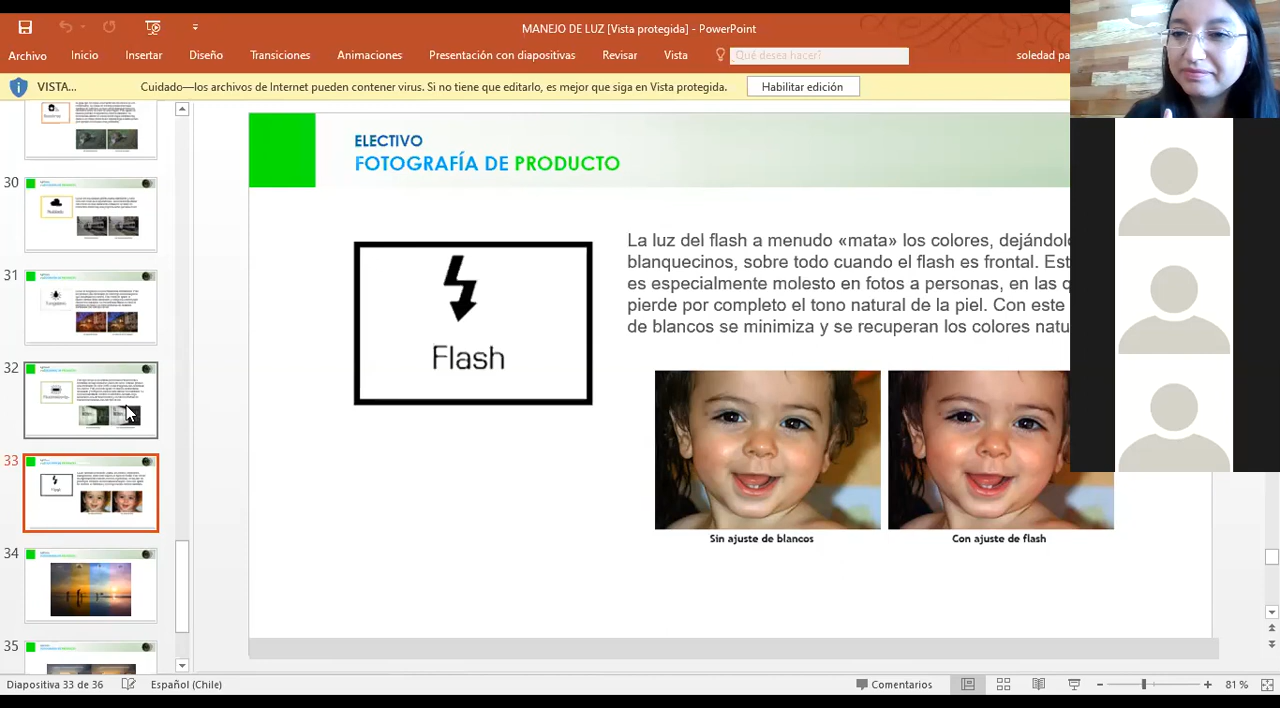 MANEJO DE LUZ [Vista protegida] - PowerPoint
Archivo Inicio Insertar Diseño Transiciones Animaciones Presentación con diapositivas Revisar Vista ¿Qué desea hacer? soledad pa
VISTA... Cuidado—los archivos de Internet pueden contener virus. Si no tiene que editarlo, es mejor que siga en Vista protegida. Habilitar edición
ELECTIVO
FOTOGRAFÍA DE PRODUCTO
La luz del flash a menudo «mata» los colores, dejándol
blanquecinos, sobre todo cuando el flash es frontal. Est
es especialmente molesto en fotos a personas, en las q
pierde por completo el tono natural de la piel. Con este
de blancos se minimiza y se recuperan los colores natu
Flash
Sin ajuste de blancos Con ajuste de flash
30
31
32
33
Flash
34
35
Diapositiva 33 de 36 Español (Chile) Comentarios 81 %